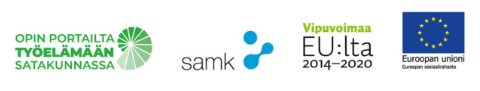 OPIN PORTAILTA
TYÖELÄMÄÄN
SATAKUNNASSA
samk
Vipuvoimaa
EU:lta
2014–2020
Euroopan unioni
Euroopan sosiaalirahasto